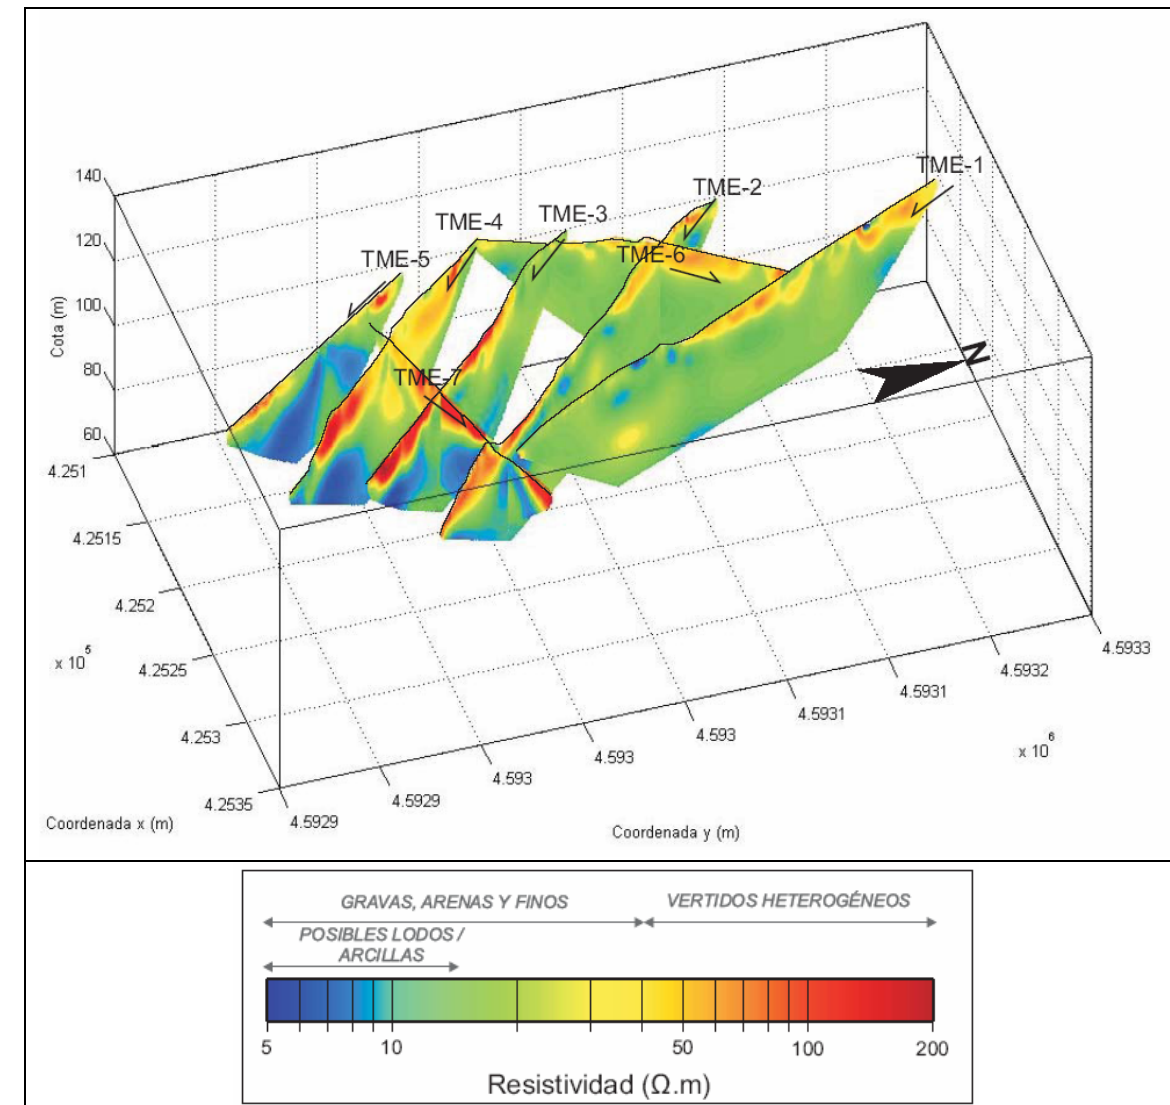 TME-1
TME-2
TME-3
TME-4
TME-5
TME-6
TME-7
N
140
120
100
80
60
Cota (m)
4.251
4.2515
4.252
4.2525
4.253
4.2535
x 10⁵
Coordenada x (m)
4.5929
4.5929
4.593
4.593
4.593
4.5931
4.5931
4.5932
4.5933
x 10⁶
Coordenada y (m)
GRAVAS, ARENAS Y FINOS
VERTIDOS HETEROGÉNEOS
POSIBLES LODOS /
ARCILLAS
5 10 50 100 200
Resistividad (Ω.m)